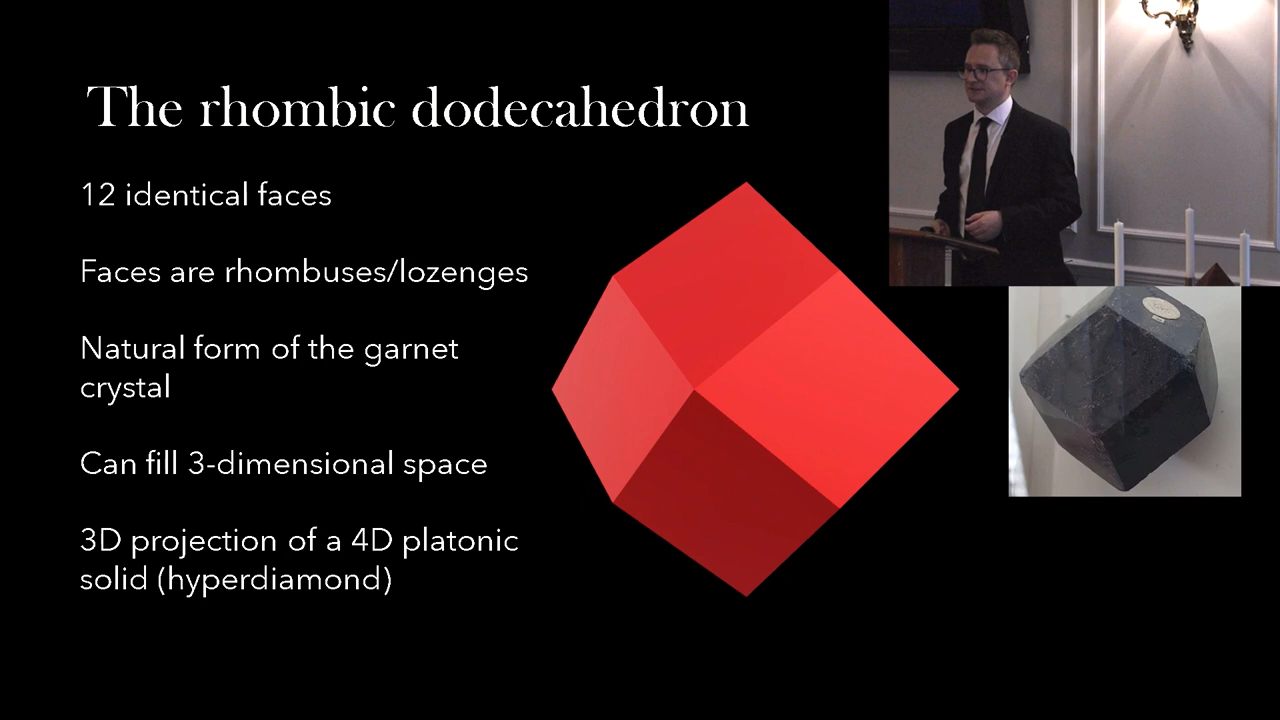 The rhombic dodecahedron
12 identical faces
Faces are rhombuses/lozenges
Natural form of the garnet
crystal
Can fill 3-dimensional space
3D projection of a 4D platonic
solid (hyperdiamond)